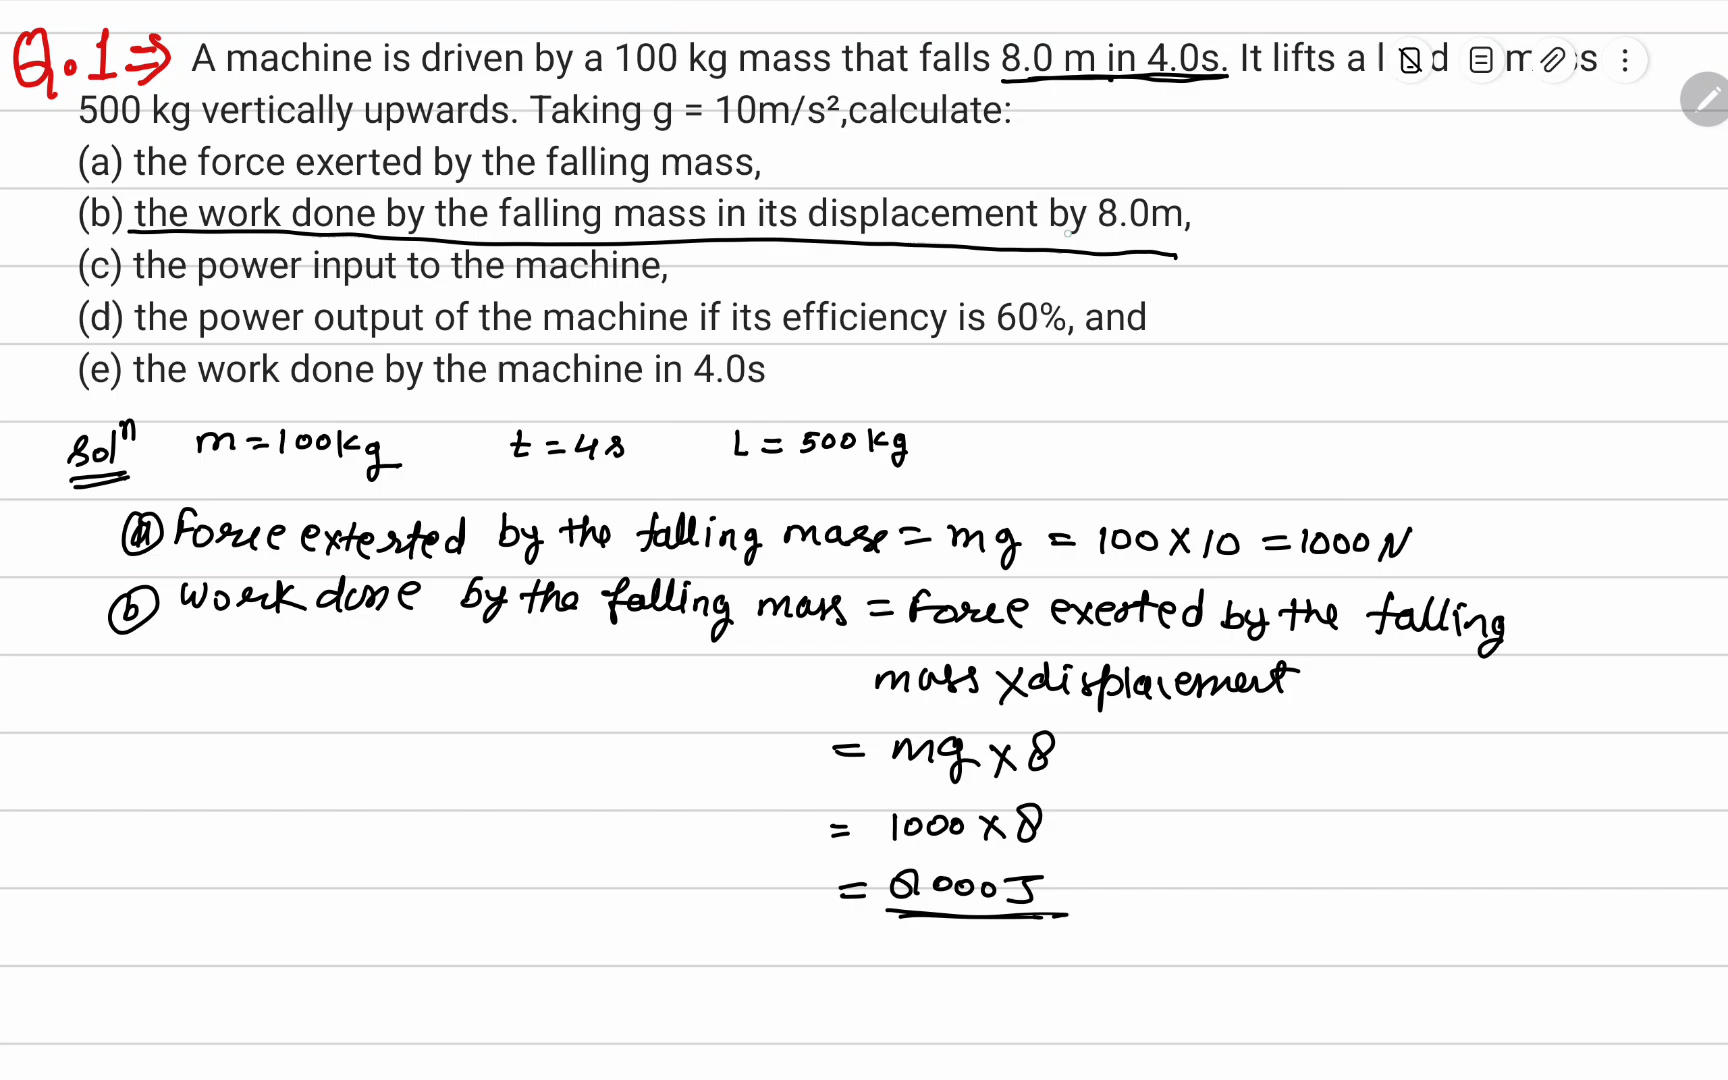 Q.1⇒ A machine is driven by a 100 kg mass that falls 8.0 m in 4.0s. It lifts a
500 kg vertically upwards. Taking g = 10m/s²,calculate:
(a) the force exerted by the falling mass,
(b) the work done by the falling mass in its displacement by 8.0m,
(c) the power input to the machine,
(d) the power output of the machine if its efficiency is 60%, and
(e) the work done by the machine in 4.0s
Solⁿ m = 100kg t = 4s L = 500kg
(a) Force exterted by the falling mass = mg = 100 X 10 = 1000 N
(b) Work done by the falling mass = Force exerted by the falling
mass X displacement
= mg X 8
= 1000 X 8
= 8000J